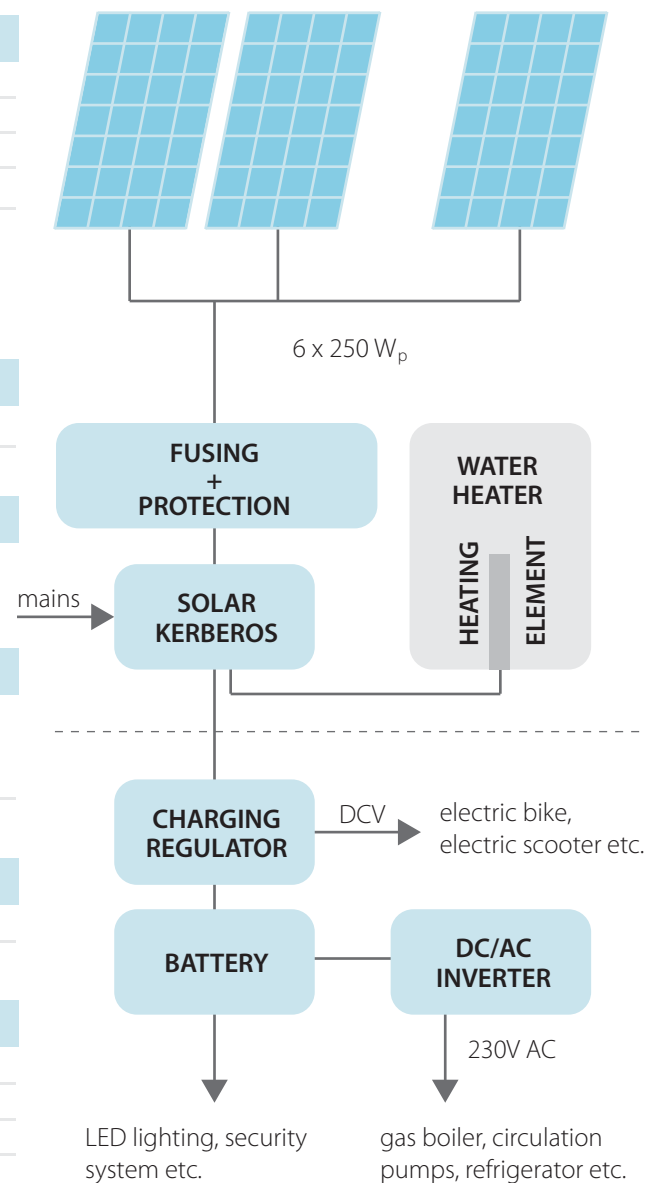 6 x 250 Wp
FUSING
+
PROTECTION
WATER
HEATER
HEATING
ELEMENT
mains
SOLAR
KERBEROS
CHARGING
REGULATOR
DCV
electric bike,
electric scooter etc.
BATTERY
DC/AC
INVERTER
230V AC
LED lighting, security
system etc.
gas boiler, circulation
pumps, refrigerator etc.